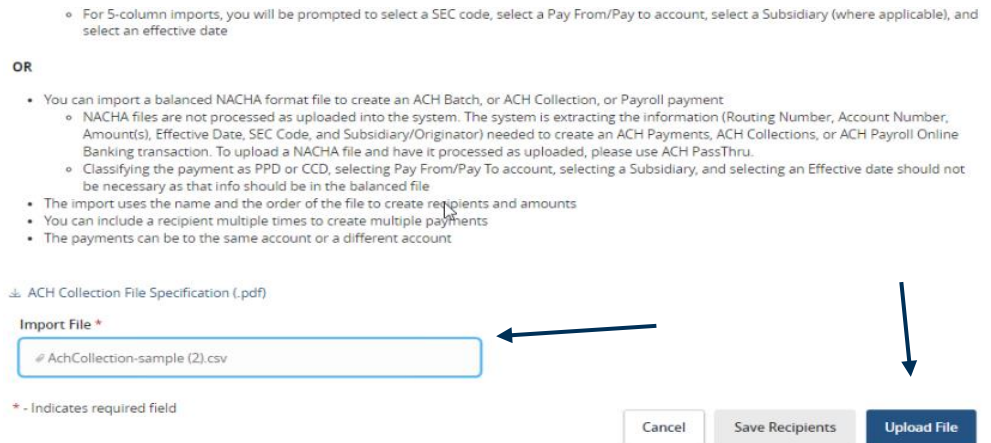 For 5-column imports, you will be prompted to select a SEC code, select a Pay From/Pay to account, select a Subsidiary (where applicable), and
select an effective date
OR
You can import a balanced NACHA format file to create an ACH Batch, or ACH Collection, or Payroll payment
NACHA files are not processed as uploaded into the system. The system is extracting the information (Routing Number, Account Number,
Amount(s), Effective Date, SEC Code, and Subsidiary/Originator) needed to create an ACH Payments, ACH Collections, or ACH Payroll Online
Banking transaction. To upload a NACHA file and have it processed as uploaded, please use ACH PassThru.
Classifying the payment as PPD or CCD, selecting Pay From/Pay To account, selecting a Subsidiary, and selecting an Effective date should not
be necessary as that info should be in the balanced file
The import uses the name and the order of the file to create recipients and amounts
You can include a recipient multiple times to create multiple payments
The payments can be to the same account or a different account
ACH Collection File Specification (.pdf)
Import File *
AchCollection-sample (2).csv
* - Indicates required field
Cancel Save Recipients Upload File